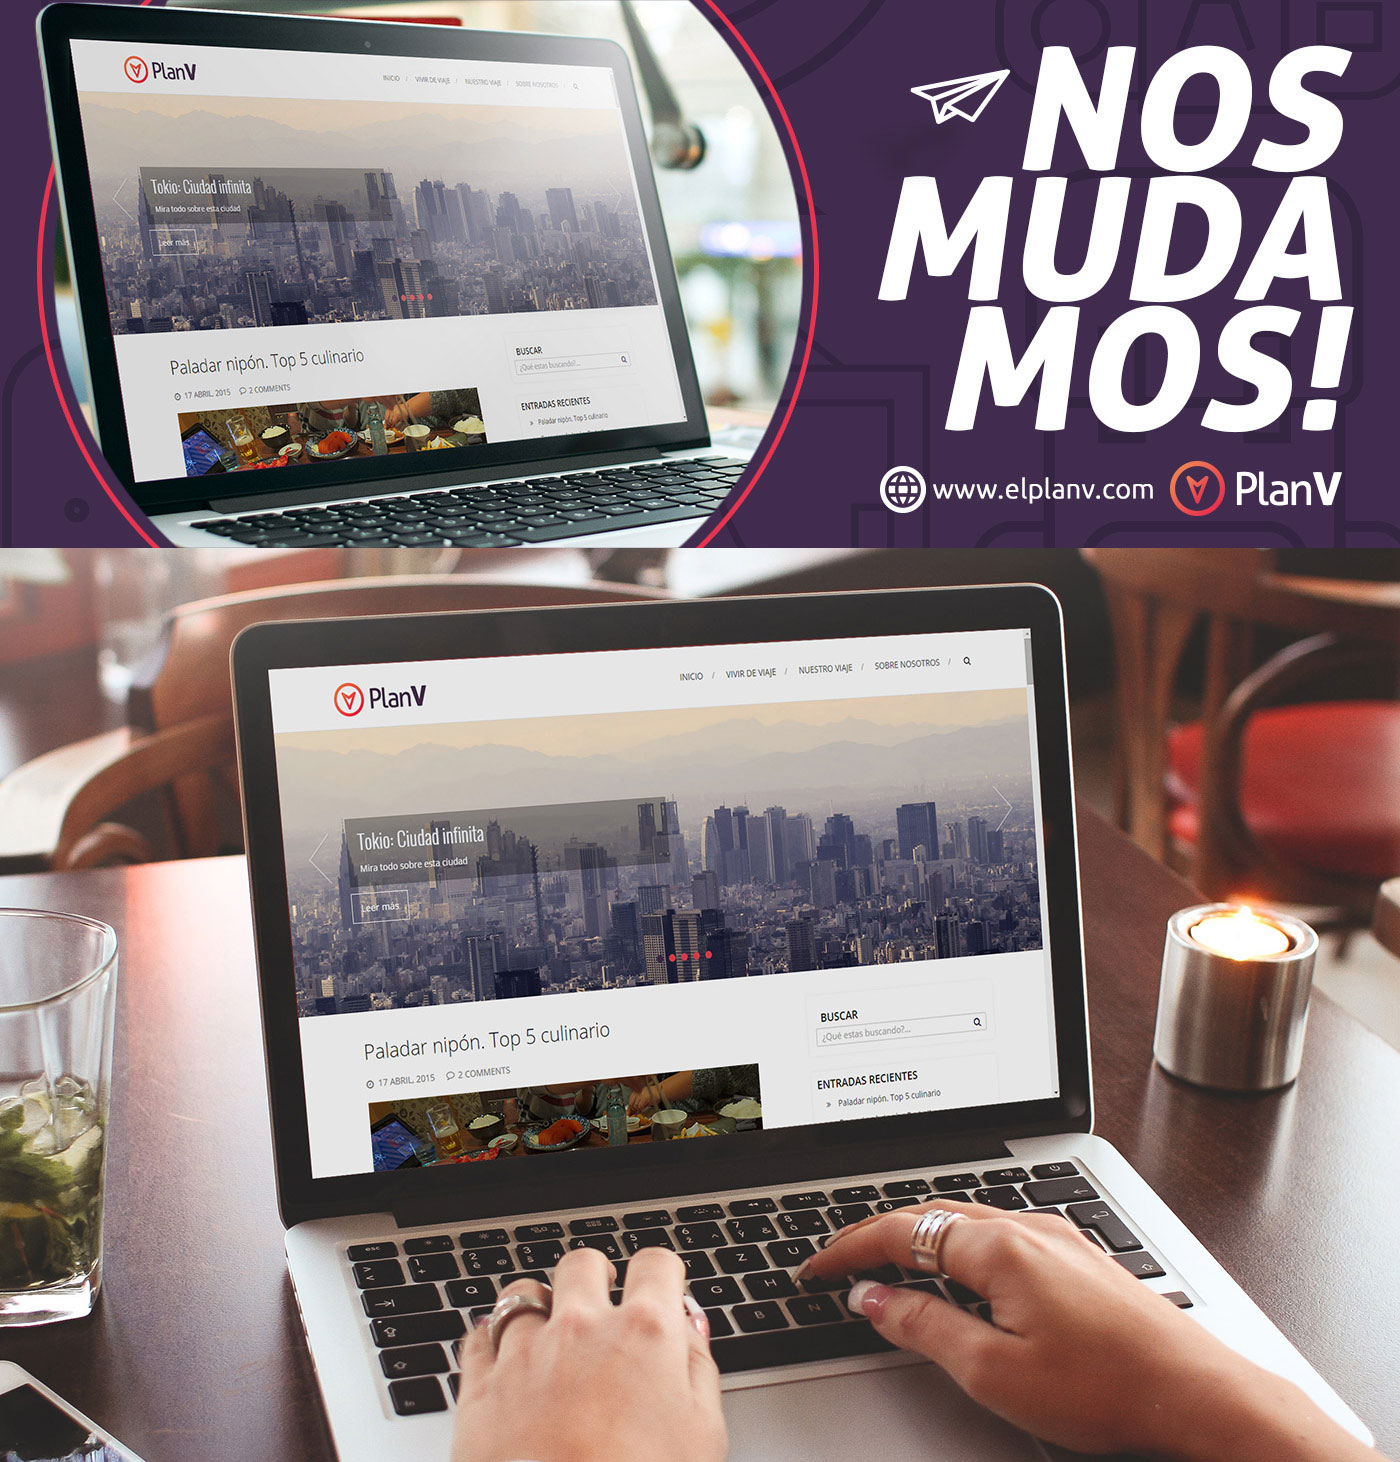 PlanV
INICIO / VIVIR DE VIAJE / NUESTRO VIAJE / SOBRE NOSOTROS /
Tokio: Ciudad infinita
Mira todo sobre esta ciudad
Leer más
Paladar nipón. Top 5 culinario
17 ABRIL, 2015 2 COMMENTS
BUSCAR
¿Qué estas buscando?...
ENTRADAS RECIENTES
» Paladar nipón. Top 5 culinario
NOS
MUDA
MOS!
www.elplanv.com PlanV
PlanV
INICIO / VIVIR DE VIAJE / NUESTRO VIAJE / SOBRE NOSOTROS /
Tokio: Ciudad infinita
Mira todo sobre esta ciudad
Leer más
Paladar nipón. Top 5 culinario
17 ABRIL, 2015 2 COMMENTS
BUSCAR
¿Qué estas buscando?...
ENTRADAS RECIENTES
» Paladar nipón. Top 5 culinario
esc
Z U
G H
B N